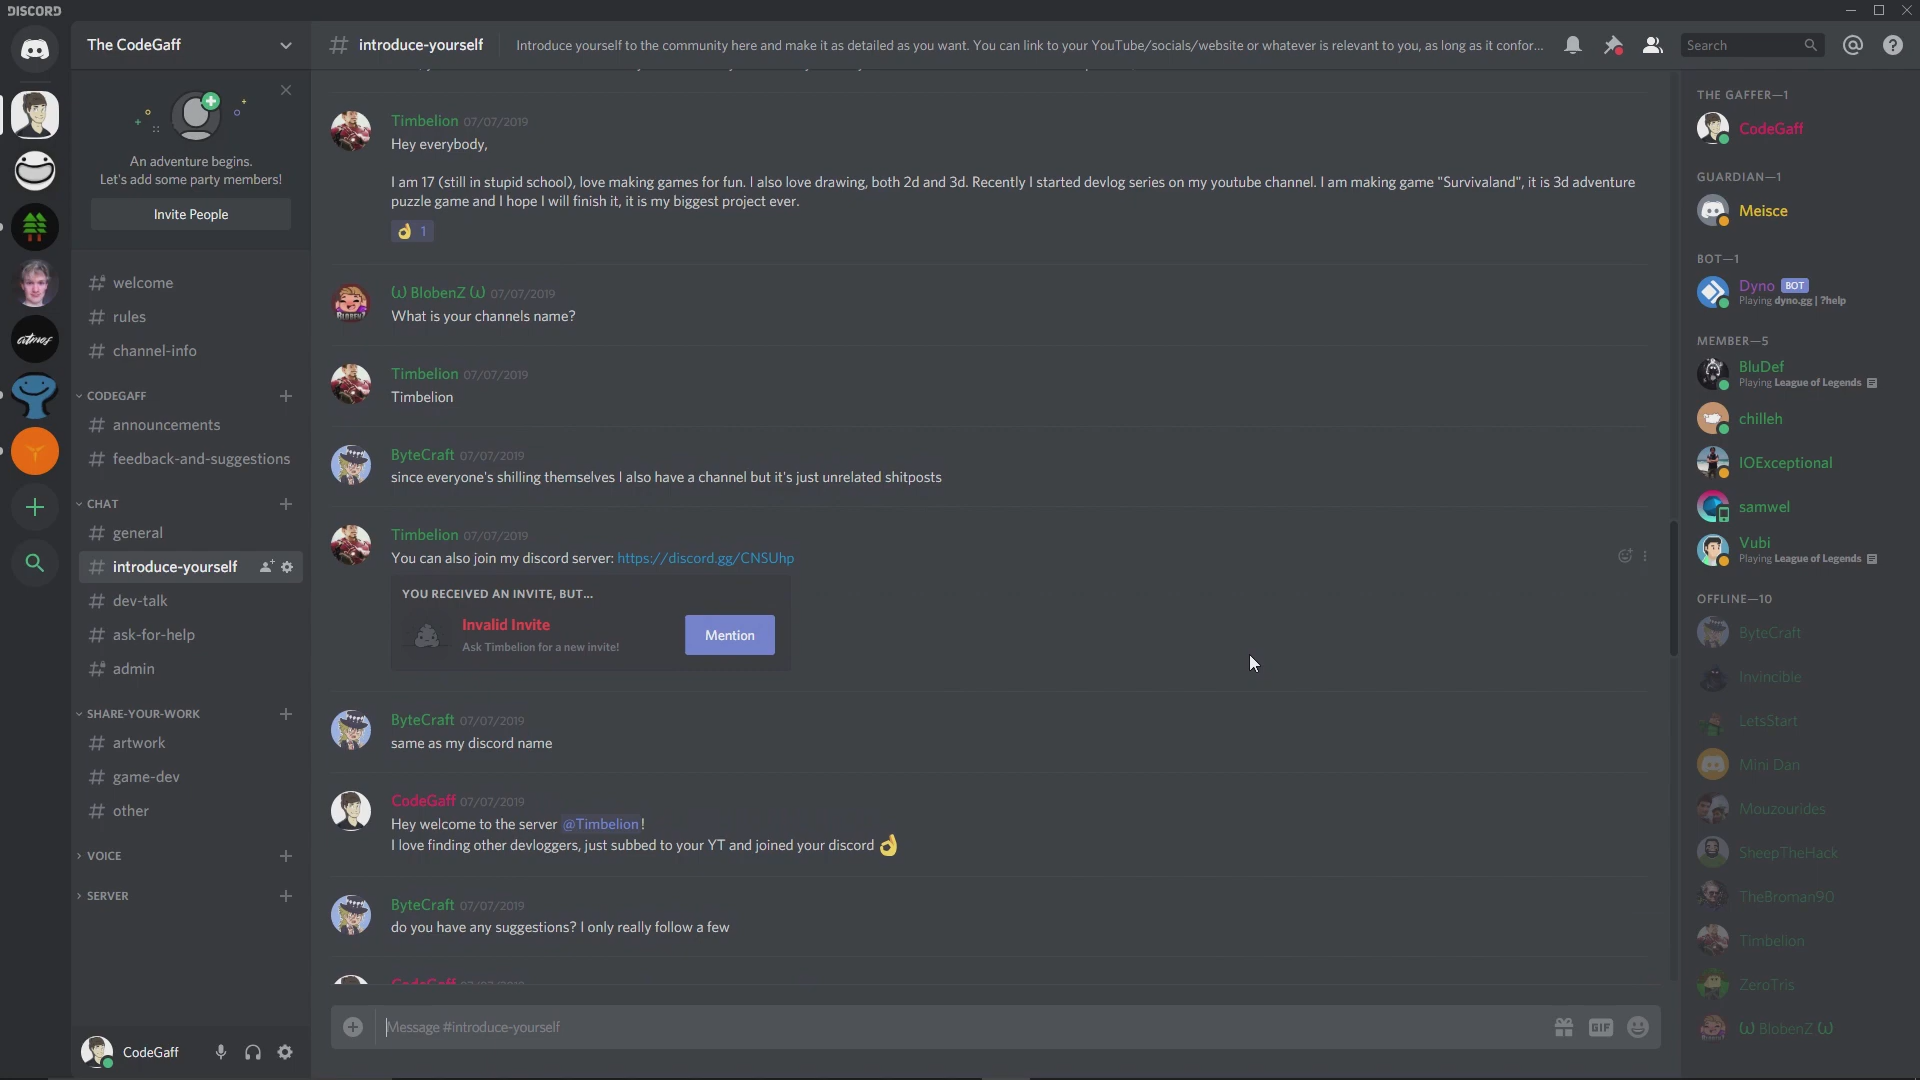 DISCORD
The CodeGaff
An adventure begins.
Let's add some party members!
Invite People
welcome
rules
channel-info
CODEGAFF
announcements
feedback-and-suggestions
CHAT
general
introduce-yourself
dev-talk
ask-for-help
admin
SHARE-YOUR-WORK
artwork
game-dev
other
VOICE
SERVER
CodeGaff
introduce-yourself
Introduce yourself to the community here and make it as detailed as you want. You can link to your YouTube/socials/website or whatever is relevant to you, as long as it confor...
Search
Timbelion 07/07/2019
Hey everybody,
I am 17 (still in stupid school), love making games for fun. I also love drawing, both 2d and 3d. Recently I started devlog series on my youtube channel. I am making game "Survivaland", it is 3d adventure
puzzle game and I hope I will finish it, it is my biggest project ever.
👌 1
Ѡ BlobenZ Ѡ 07/07/2019
What is your channels name?
Timbelion 07/07/2019
Timbelion
ByteCraft 07/07/2019
since everyone's shilling themselves I also have a channel but it's just unrelated shitposts
Timbelion 07/07/2019
You can also join my discord server: https://discord.gg/CNSUhp
YOU RECEIVED AN INVITE, BUT...
Invalid Invite
Ask Timbelion for a new invite!
Mention
ByteCraft 07/07/2019
same as my discord name
CodeGaff 07/07/2019
Hey welcome to the server @Timbelion!
I love finding other devloggers, just subbed to your YT and joined your discord 👌
ByteCraft 07/07/2019
do you have any suggestions? I only really follow a few
Message #introduce-yourself
GIF
THE GAFFER—1
CodeGaff
GUARDIAN—1
Meisce
BOT—1
Dyno BOT
Playing dyno.gg | ?help
MEMBER—5
BluDef
Playing League of Legends
chilleh
IOExceptional
samwel
Vubi
Playing League of Legends
OFFLINE—10
ByteCraft
Invincible
LetsStart
Mini Dan
Mouzourides
SheepTheHack
TheBroman90
Timbelion
ZeroTris
Ѡ BlobenZ Ѡ